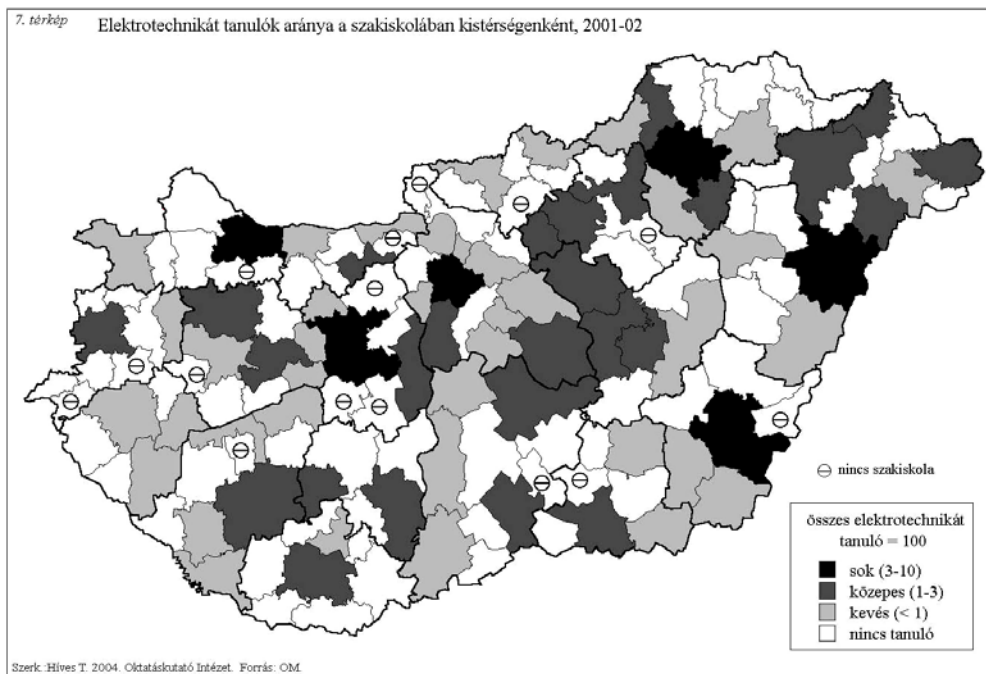 7. térkép
Elektrotechnikát tanulók aránya a szakiskolában kistérségenként, 2001-02
nincs szakiskola
összes elektrotechnikát
tanuló = 100
sok (3-10)
közepes (1-3)
kevés (< 1)
nincs tanuló
Szerk.:Híves T. 2004. Oktatáskutató Intézet. Forrás: OM.